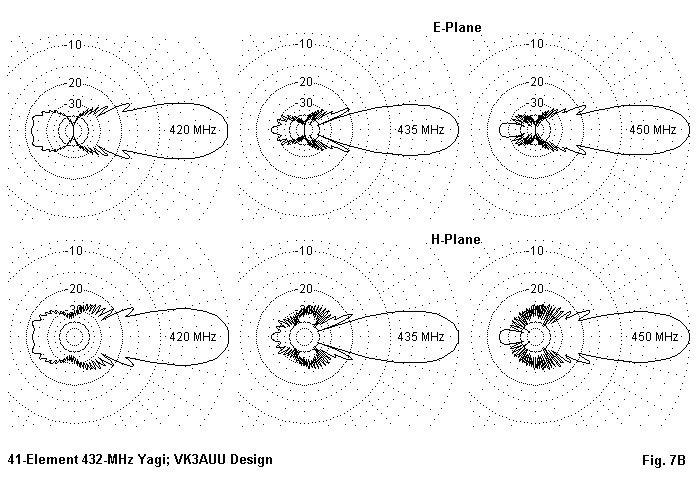 E-Plane
-10 -10 -10
-20 -20 -20
-30 -30 -30
420 MHz 435 MHz 450 MHz
H-Plane
-10 -10 -10
-20 -20 -20
420 MHz 435 MHz 450 MHz
41-Element 432-MHz Yagi; VK3AUU Design Fig. 7B